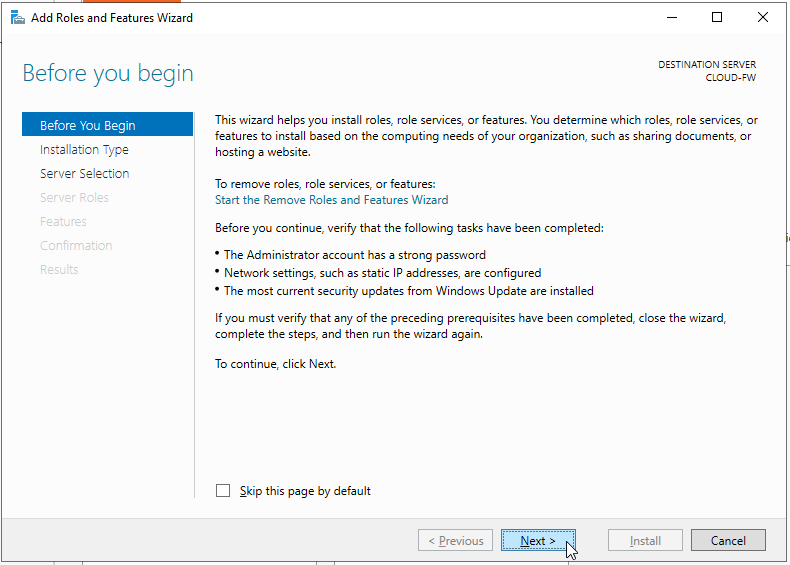 Add Roles and Features Wizard
Before you begin
DESTINATION SERVER
CLOUD-FW
Before You Begin
Installation Type
Server Selection
Server Roles
Features
Confirmation
Results
This wizard helps you install roles, role services, or features. You determine which roles, role services, or
features to install based on the computing needs of your organization, such as sharing documents, or
hosting a website.
To remove roles, role services, or features:
Start the Remove Roles and Features Wizard
Before you continue, verify that the following tasks have been completed:
• The Administrator account has a strong password
• Network settings, such as static IP addresses, are configured
• The most current security updates from Windows Update are installed
If you must verify that any of the preceding prerequisites have been completed, close the wizard,
complete the steps, and then run the wizard again.
To continue, click Next.
Skip this page by default
< Previous
Next >
Install
Cancel